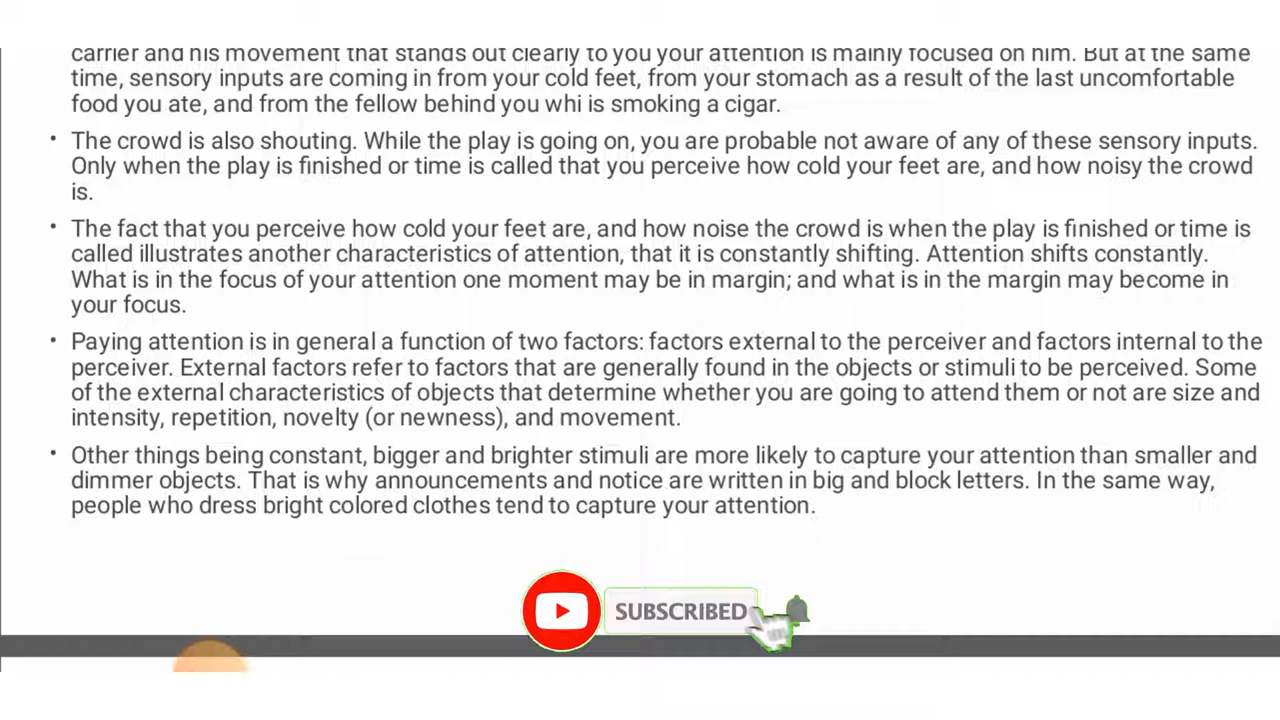 carrier and his movement that stands out clearly to you your attention is mainly focused on him. But at the same
time, sensory inputs are coming in from your cold feet, from your stomach as a result of the last uncomfortable
food you ate, and from the fellow behind you whi is smoking a cigar.
• The crowd is also shouting. While the play is going on, you are probable not aware of any of these sensory inputs.
Only when the play is finished or time is called that you perceive how cold your feet are, and how noisy the crowd
is.
• The fact that you perceive how cold your feet are, and how noise the crowd is when the play is finished or time is
called illustrates another characteristics of attention, that it is constantly shifting. Attention shifts constantly.
What is in the focus of your attention one moment may be in margin; and what is in the margin may become in
your focus.
• Paying attention is in general a function of two factors: factors external to the perceiver and factors internal to the
perceiver. External factors refer to factors that are generally found in the objects or stimuli to be perceived. Some
of the external characteristics of objects that determine whether you are going to attend them or not are size and
intensity, repetition, novelty (or newness), and movement.
• Other things being constant, bigger and brighter stimuli are more likely to capture your attention than smaller and
dimmer objects. That is why announcements and notice are written in big and block letters. In the same way,
people who dress bright colored clothes tend to capture your attention.
SUBSCRIBED